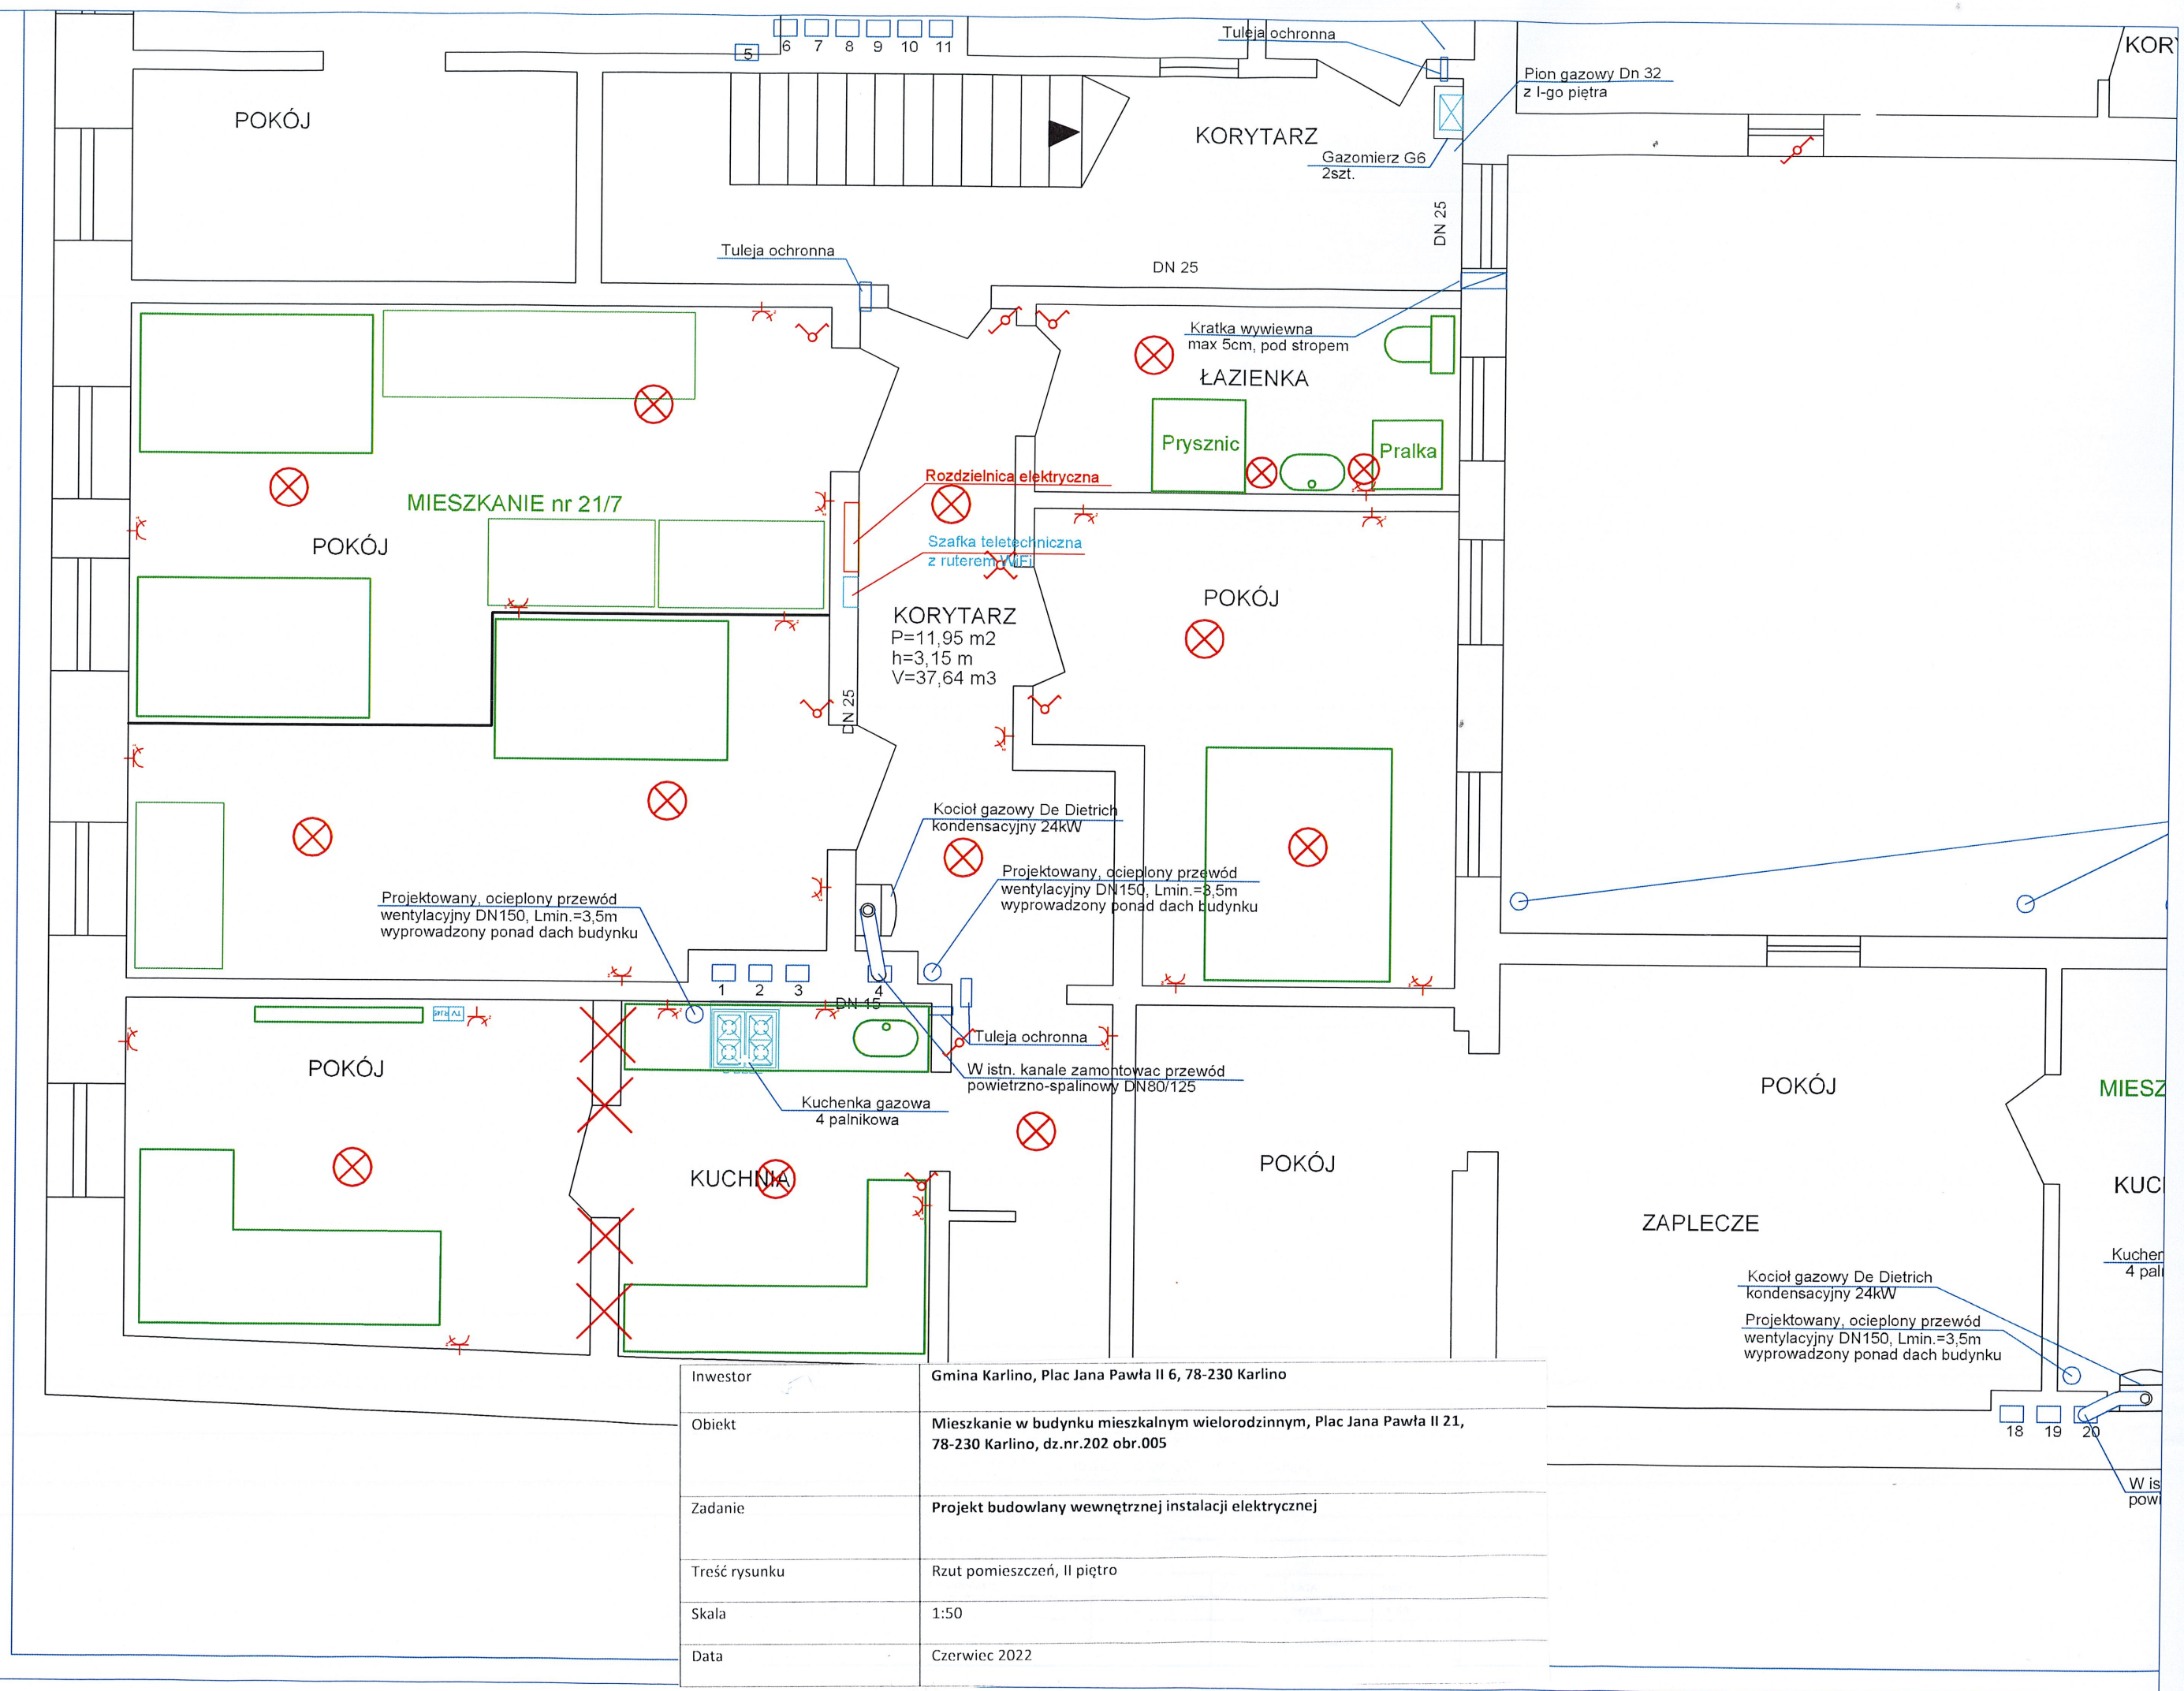 5
6
7
8
9
10
11
Tuleja ochronna
Pion gazowy Dn 32
z I-go piętra
KORY
POKÓJ
KORYTARZ
Gazomierz G6
2szt.
DN 25
DN 25
Tuleja ochronna
Kratka wywiewna
max 5cm, pod stropem
ŁAZIENKA
Prysznic
Pralka
Rozdzielnica elektryczna
MIESZKANIE nr 21/7
POKÓJ
Szafka teletechniczna
z ruterem WiFi
POKÓJ
KORYTARZ
P=11,95 m2
h=3,15 m
V=37,64 m3
DN 25
Kocioł gazowy De Dietrich
kondensacyjny 24kW
Projektowany, ocieplony przewód
wentylacyjny DN150, Lmin.=3,5m
wyprowadzony ponad dach budynku
Projektowany, ocieplony przewód
wentylacyjny DN150, Lmin.=3,5m
wyprowadzony ponad dach budynku
1
2
3
4
DN 15
Tuleja ochronna
W istn. kanale zamontowac przewód
powietrzno-spalinowy DN80/125
POKÓJ
Kuchenka gazowa
4 palnikowa
KUCHNIA
POKÓJ
POKÓJ
MIESZ
KUCH
ZAPLECZE
Kuchen
4 paln
Kocioł gazowy De Dietrich
kondensacyjny 24kW
Projektowany, ocieplony przewód
wentylacyjny DN150, Lmin.=3,5m
wyprowadzony ponad dach budynku
18
19
20
W is
powi
Inwestor
Gmina Karlino, Plac Jana Pawła II 6, 78-230 Karlino
Obiekt
Mieszkanie w budynku mieszkalnym wielorodzinnym, Plac Jana Pawła II 21,
78-230 Karlino, dz.nr.202 obr.005
Zadanie
Projekt budowlany wewnętrznej instalacji elektrycznej
Treść rysunku
Rzut pomieszczeń, II piętro
Skala
1:50
Data
Czerwiec 2022